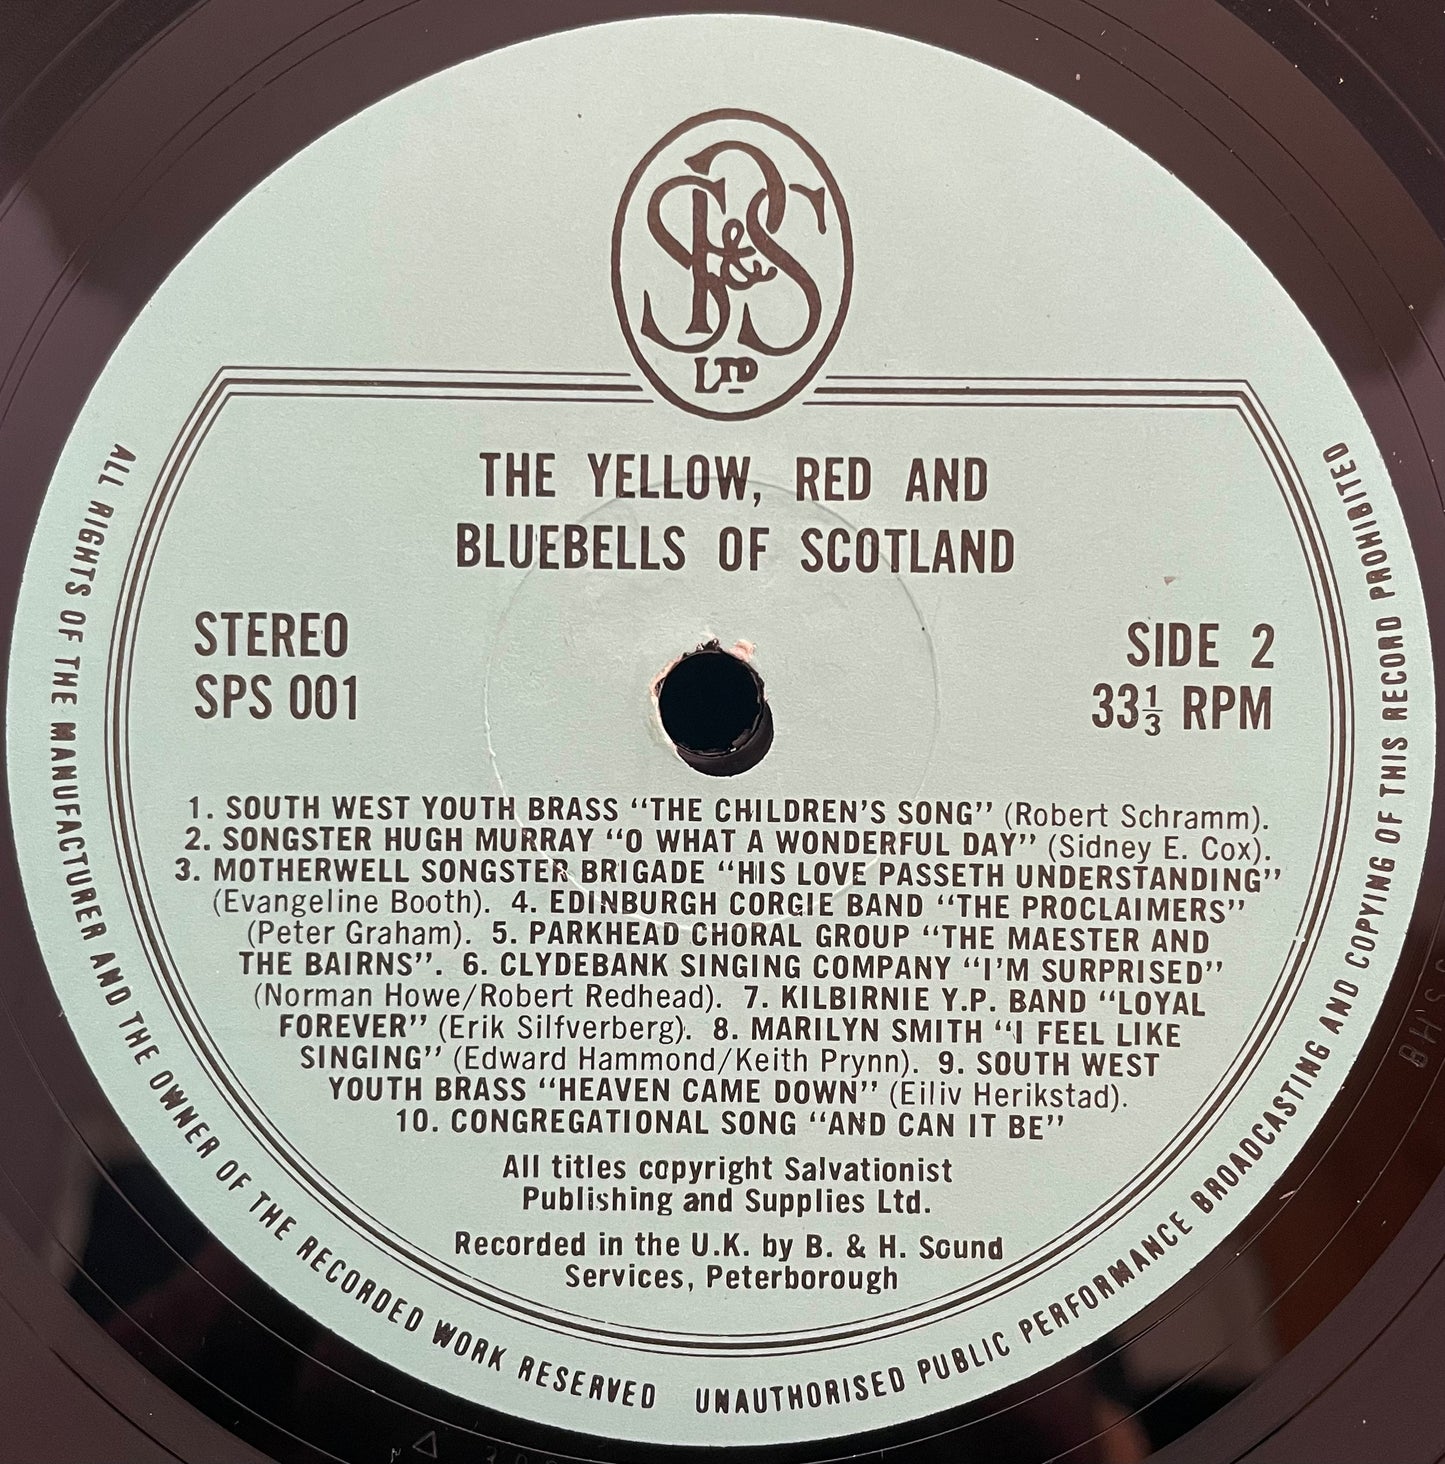 SP&S
LTD
THE YELLOW, RED AND
BLUEBELLS OF SCOTLAND
STEREO
SPS 001
SIDE 2
33⅓ RPM
1. SOUTH WEST YOUTH BRASS “THE CHILDREN’S SONG” (Robert Schramm).
2. SONGSTER HUGH MURRAY “O WHAT A WONDERFUL DAY” (Sidney E. Cox).
3. MOTHERWELL SONGSTER BRIGADE “HIS LOVE PASSETH UNDERSTANDING”
(Evangeline Booth). 4. EDINBURGH CORGIE BAND “THE PROCLAIMERS”
(Peter Graham). 5. PARKHEAD CHORAL GROUP “THE MAESTER AND
THE BAIRNS”. 6. CLYDEBANK SINGING COMPANY “I’M SURPRISED”
(Norman Howe/Robert Redhead). 7. KILBIRNIE Y.P. BAND “LOYAL
FOREVER” (Erik Silfverberg). 8. MARILYN SMITH “I FEEL LIKE
SINGING” (Edward Hammond/Keith Prynn). 9. SOUTH WEST
YOUTH BRASS “HEAVEN CAME DOWN” (Eiliv Herikstad).
10. CONGREGATIONAL SONG “AND CAN IT BE”
All titles copyright Salvationist
Publishing and Supplies Ltd.
Recorded in the U.K. by B. & H. Sound
Services, Peterborough
ALL RIGHTS OF THE MANUFACTURER AND THE OWNER OF THE RECORDED WORK RESERVED
UNAUTHORISED PUBLIC PERFORMANCE BROADCASTING AND COPYING OF THIS RECORD PROHIBITED